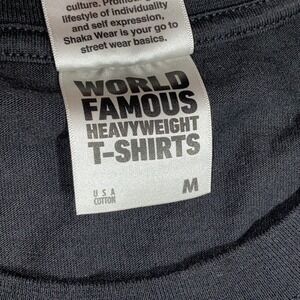 culture. Promoting
lifestyle of individuality
and self expression,
Shaka Wear is your go to
street wear basics.
WORLD
FAMOUS
HEAVYWEIGHT
T-SHIRTS
USA
COTTON
M